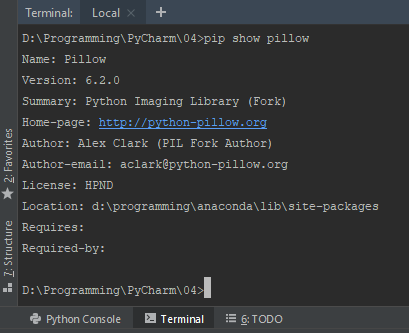 Terminal: Local × +
D:\Programming\PyCharm\04>pip show pillow
Name: Pillow
Version: 6.2.0
Summary: Python Imaging Library (Fork)
Home-page: http://python-pillow.org
Author: Alex Clark (PIL Fork Author)
Author-email: aclark@python-pillow.org
License: HPND
Location: d:\programming\anaconda\lib\site-packages
Requires:
Required-by:
D:\Programming\PyCharm\04>
2: Favorites
7: Structure
Python Console Terminal 6: TODO